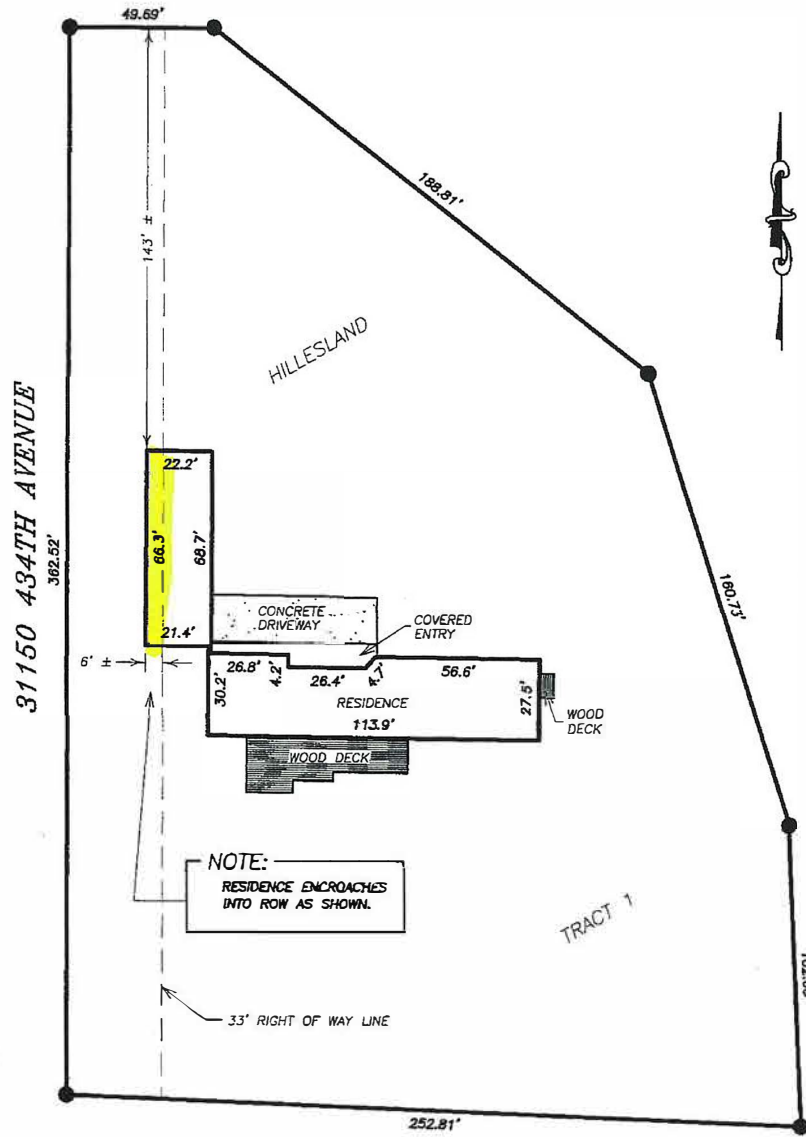 49.69'
188.81'
143' ±
HILLESLAND
31150 434TH AVENUE
362.52'
22.2'
66.3'
68.7'
21.4'
CONCRETE
DRIVEWAY
COVERED
ENTRY
6' ±
26.8'
4.2'
26.4'
4.7'
56.6'
30.2'
RESIDENCE
27.5'
113.9'
WOOD
DECK
WOOD DECK
160.73'
NOTE:
RESIDENCE ENCROACHES
INTO ROW AS SHOWN.
TRACT 1
33' RIGHT OF WAY LINE
252.81'